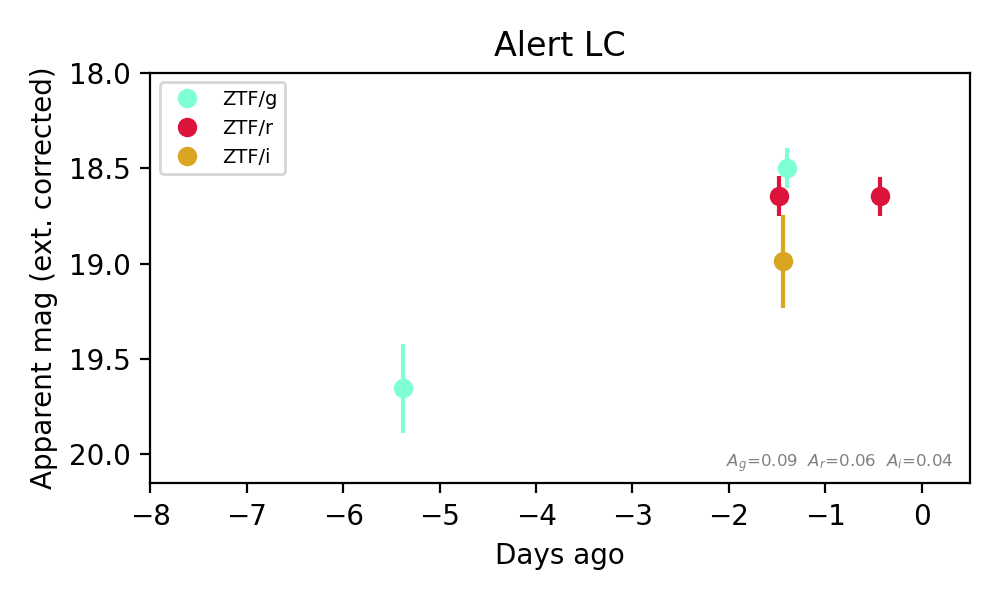 Alert LC
Apparent mag (ext. corrected)
18.0
18.5
19.0
19.5
20.0
ZTF/g
ZTF/r
ZTF/i
A_g=0.09 A_r=0.06 A_i=0.04
−8 −7 −6 −5 −4 −3 −2 −1 0
Days ago